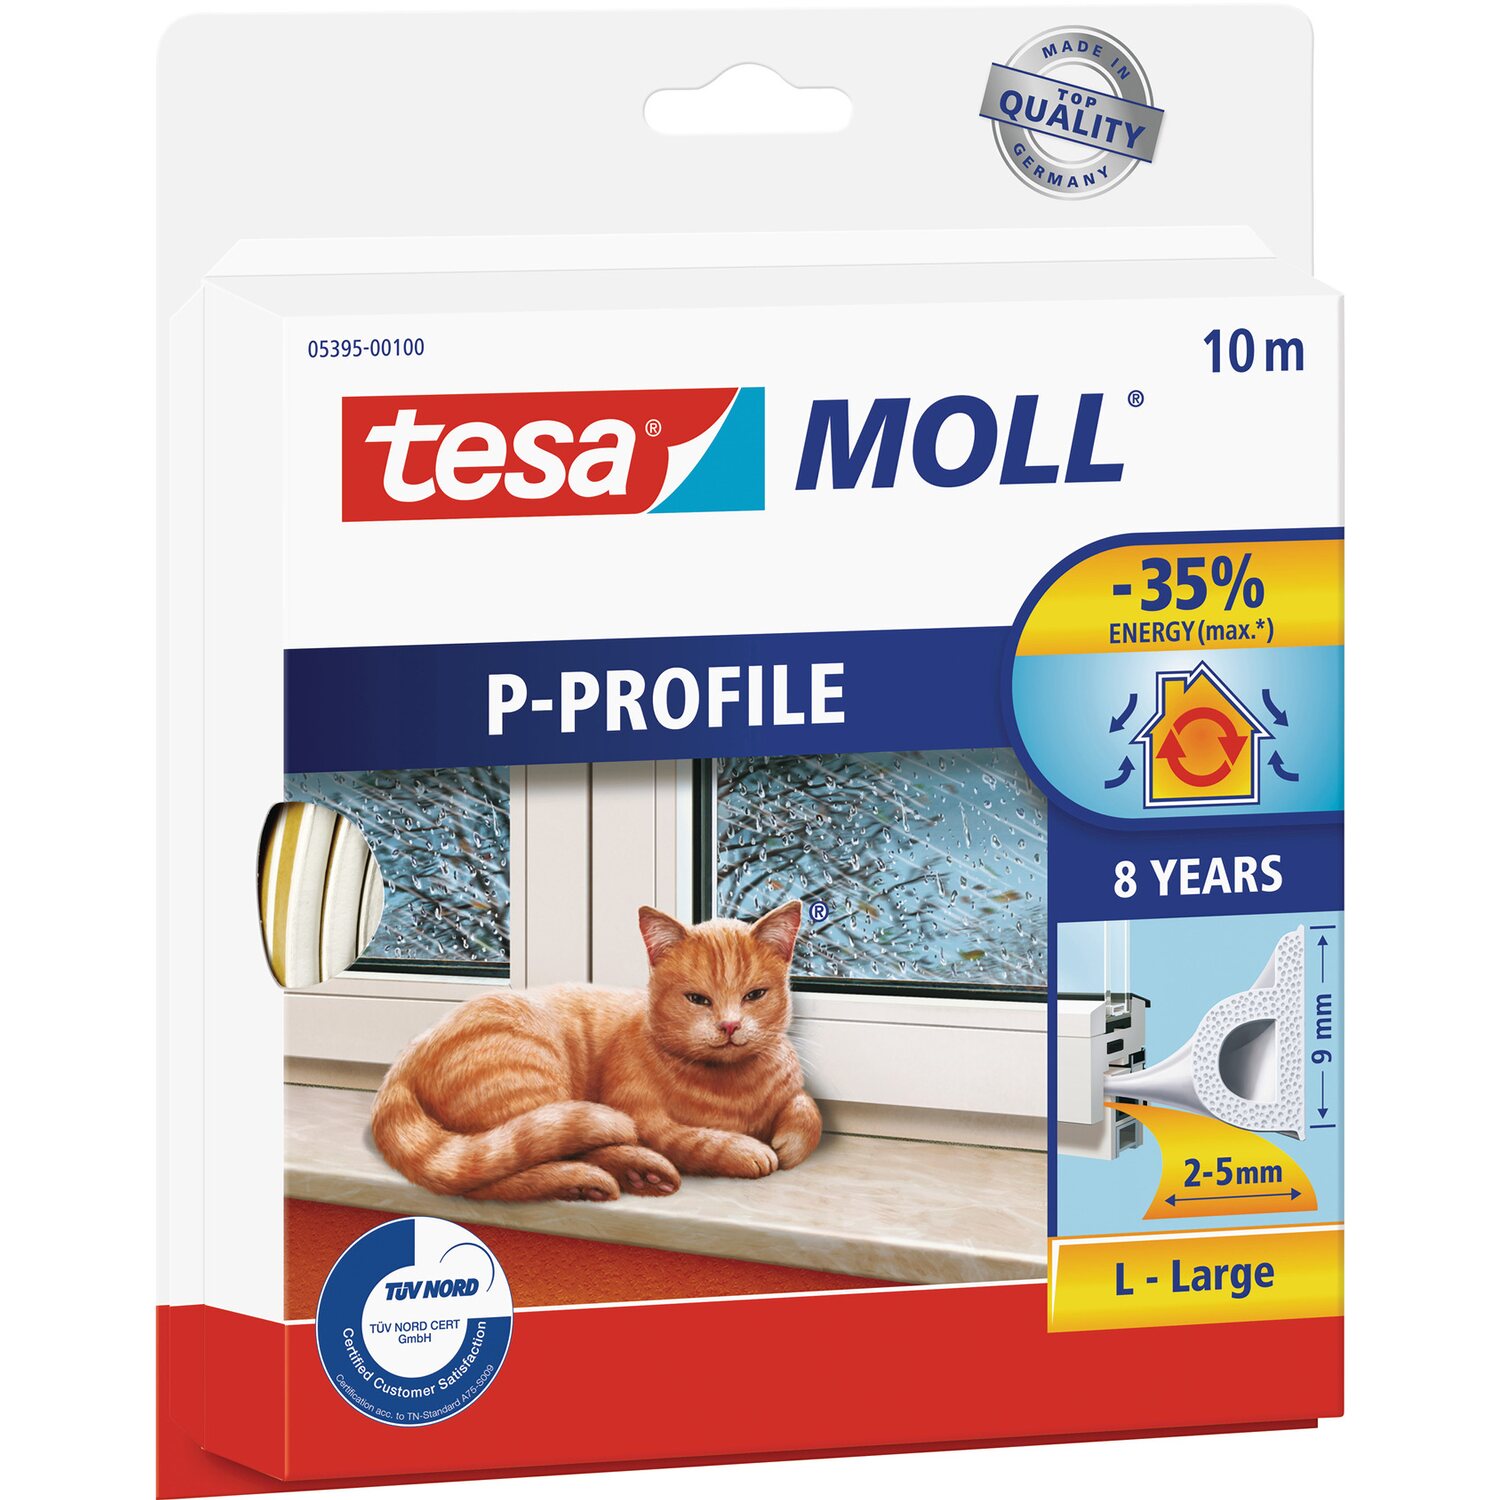 MADE IN
TOP
QUALITY
GERMANY
05395-00100
10 m
tesa®
MOLL®
-35%
ENERGY (max.*)
P-PROFILE
8 YEARS
®
9 mm
2-5mm
L - Large
TÜV NORD
TÜV NORD CERT
GmbH
Certified Customer Satisfaction
Certification acc. to TN-Standard A75-S009